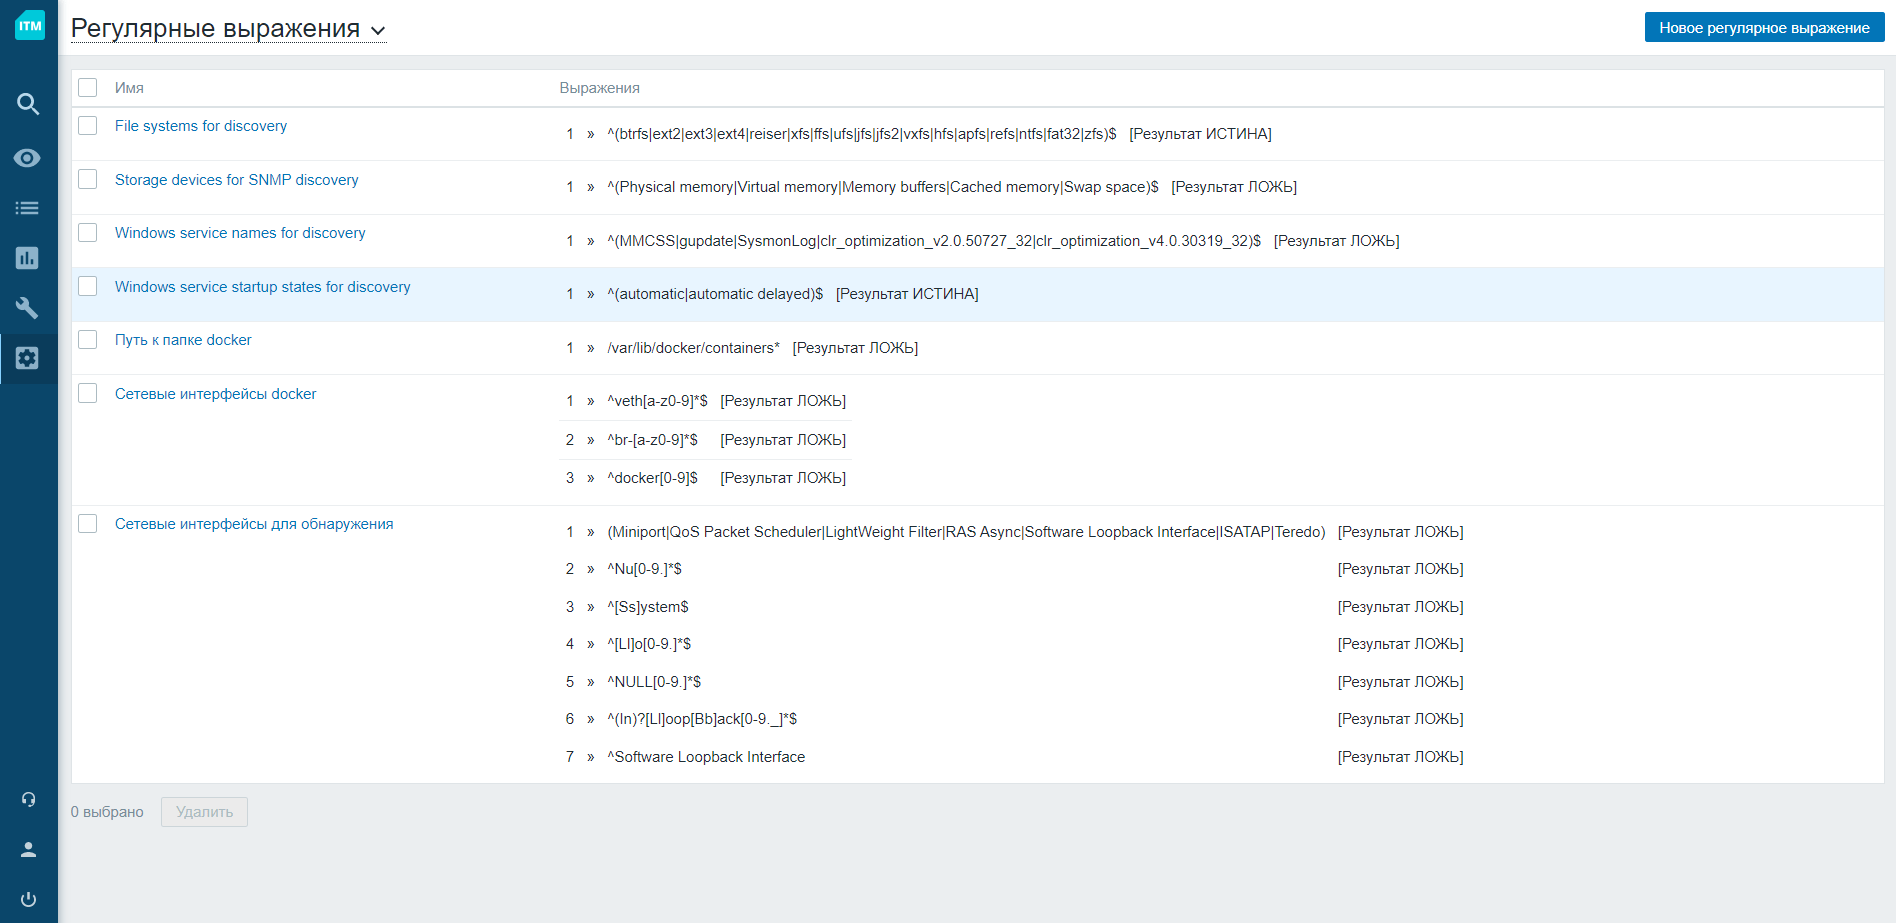 ITM
Регулярные выражения
Новое регулярное выражение
Имя Выражения
File systems for discovery 1 » ^(btrfs|ext2|ext3|ext4|reiser|xfs|ffs|ufs|jfs|jfs2|vxfs|hfs|apfs|refs|ntfs|fat32|zfs)$ [Результат ИСТИНА]
Storage devices for SNMP discovery 1 » ^(Physical memory|Virtual memory|Memory buffers|Cached memory|Swap space)$ [Результат ЛОЖЬ]
Windows service names for discovery 1 » ^(MMCSS|gupdate|SysmonLog|clr_optimization_v2.0.50727_32|clr_optimization_v4.0.30319_32)$ [Результат ЛОЖЬ]
Windows service startup states for discovery 1 » ^(automatic|automatic delayed)$ [Результат ИСТИНА]
Путь к папке docker 1 » /var/lib/docker/containers* [Результат ЛОЖЬ]
Сетевые интерфейсы docker 1 » ^veth[a-z0-9]*$ [Результат ЛОЖЬ]
2 » ^br-[a-z0-9]*$ [Результат ЛОЖЬ]
3 » ^docker[0-9]$ [Результат ЛОЖЬ]
Сетевые интерфейсы для обнаружения 1 » (Miniport|QoS Packet Scheduler|LightWeight Filter|RAS Async|Software Loopback Interface|ISATAP|Teredo) [Результат ЛОЖЬ]
2 » ^Nu[0-9.]*$ [Результат ЛОЖЬ]
3 » ^[Ss]ystem$ [Результат ЛОЖЬ]
4 » ^[Ll]o[0-9.]*$ [Результат ЛОЖЬ]
5 » ^NULL[0-9.]*$ [Результат ЛОЖЬ]
6 » ^(In)?[Ll]oop[Bb]ack[0-9._]*$ [Результат ЛОЖЬ]
7 » ^Software Loopback Interface [Результат ЛОЖЬ]
0 выбрано Удалить